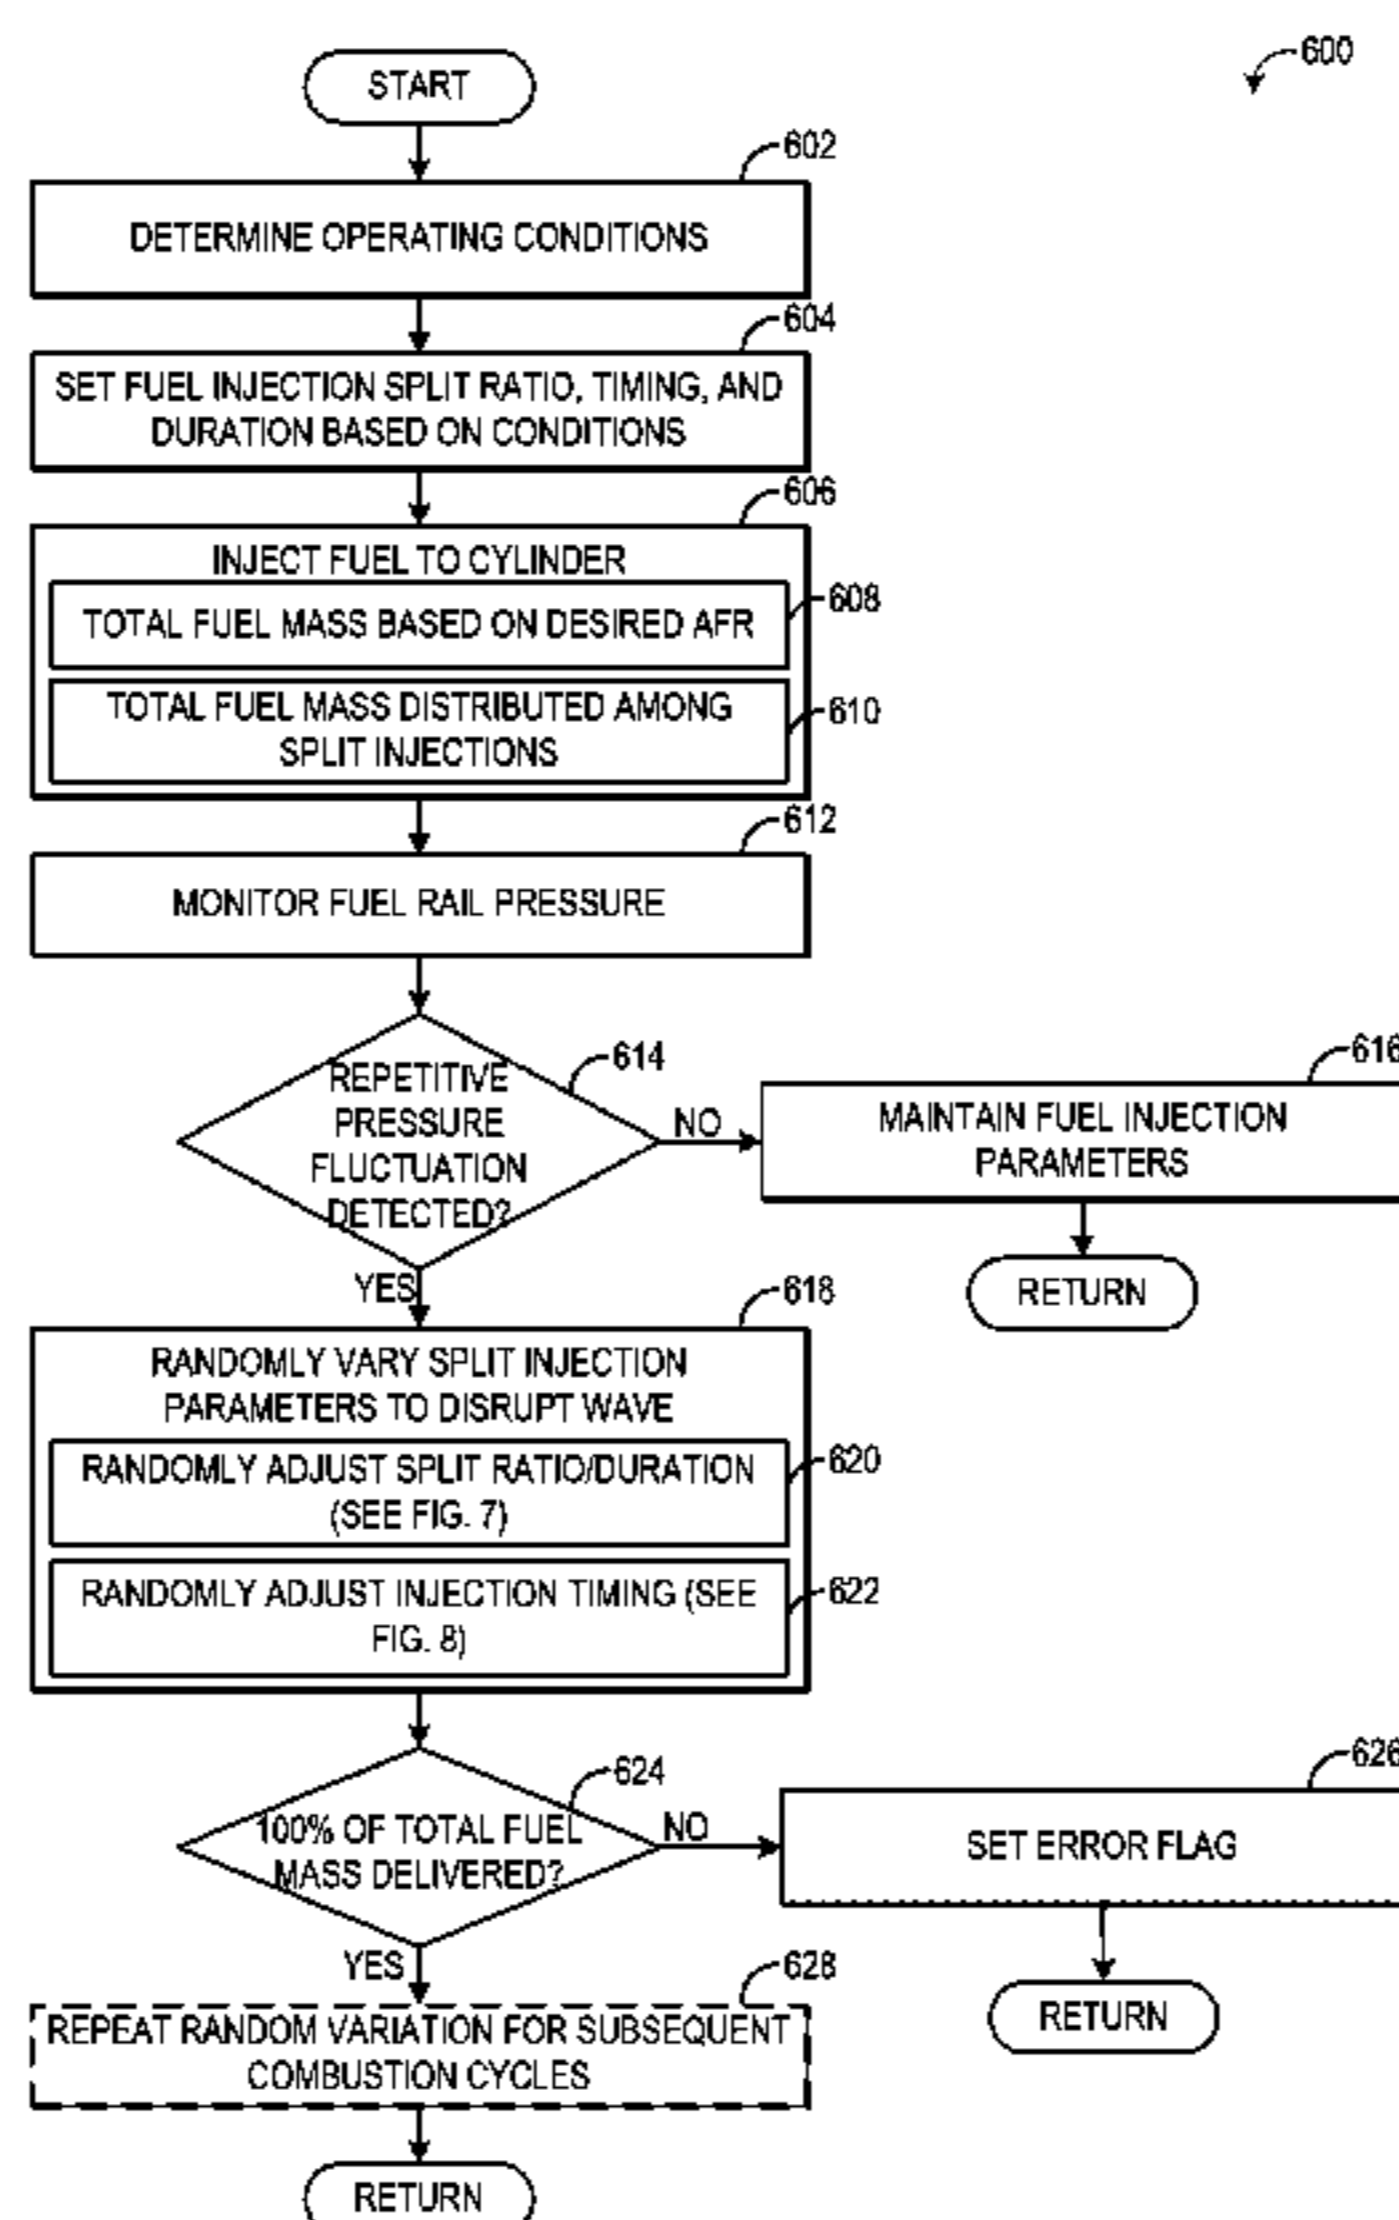 START
600
602
DETERMINE OPERATING CONDITIONS
604
SET FUEL INJECTION SPLIT RATIO, TIMING, AND
DURATION BASED ON CONDITIONS
606
INJECT FUEL TO CYLINDER
608
TOTAL FUEL MASS BASED ON DESIRED AFR
TOTAL FUEL MASS DISTRIBUTED AMONG
SPLIT INJECTIONS
610
612
MONITOR FUEL RAIL PRESSURE
614
REPETITIVE
PRESSURE
FLUCTUATION
DETECTED?
NO
616
MAINTAIN FUEL INJECTION
PARAMETERS
RETURN
YES
618
RANDOMLY VARY SPLIT INJECTION
PARAMETERS TO DISRUPT WAVE
RANDOMLY ADJUST SPLIT RATIO/DURATION
(SEE FIG. 7)
620
RANDOMLY ADJUST INJECTION TIMING (SEE
FIG. 8)
622
624
100% OF TOTAL FUEL
MASS DELIVERED?
NO
626
SET ERROR FLAG
RETURN
YES
628
REPEAT RANDOM VARIATION FOR SUBSEQUENT
COMBUSTION CYCLES
RETURN